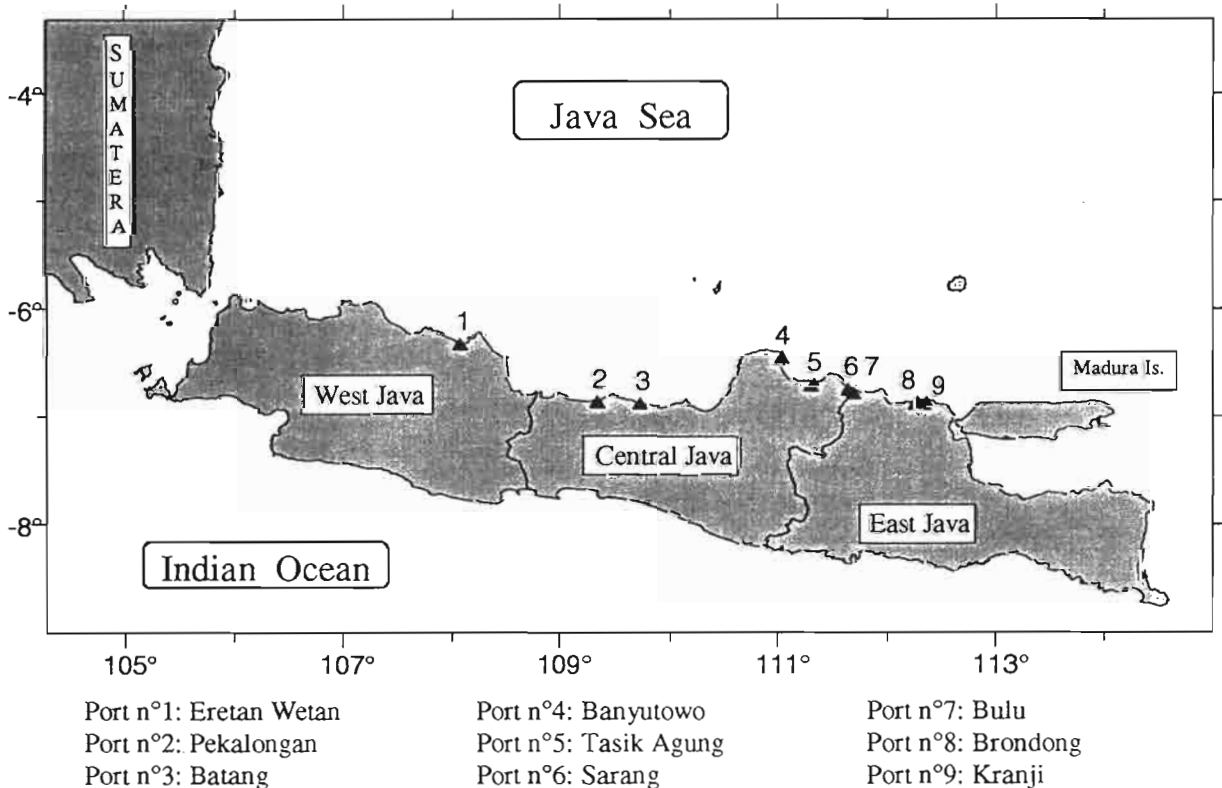 SUMATERA
Java Sea
-4°
-6°
-8°
1
2
3
4
5
6
7
8
9
Madura Is.
West Java
Central Java
East Java
Indian Ocean
105°
107°
109°
111°
113°
Port n°1: Eretan Wetan
Port n°2: Pekalongan
Port n°3: Batang
Port n°4: Banyutowo
Port n°5: Tasik Agung
Port n°6: Sarang
Port n°7: Bulu
Port n°8: Brondong
Port n°9: Kranji